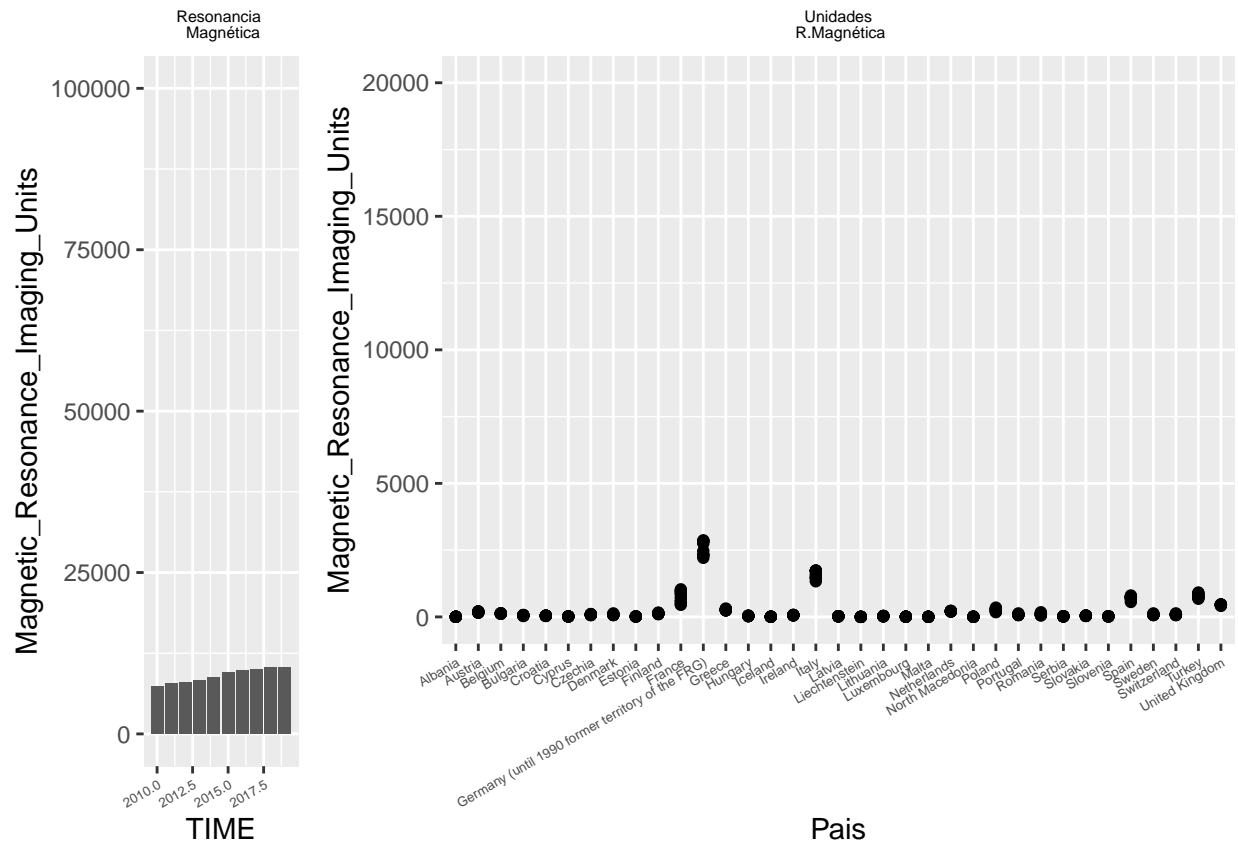 Resonancia
Magnética
Magnetic_Resonance_Imaging_Units
100000
75000
50000
25000
0
2010.0
2012.5
2015.0
2017.5
TIME
Unidades
R.Magnética
Magnetic_Resonance_Imaging_Units
20000
15000
10000
5000
0
Albania
Austria
Belgium
Bulgaria
Croatia
Cyprus
Czechia
Denmark
Estonia
Finland
France
Germany (until 1990 former territory of the FRG)
Greece
Hungary
Iceland
Ireland
Italy
Latvia
Liechtenstein
Lithuania
Luxembourg
Malta
Netherlands
North Macedonia
Poland
Portugal
Romania
Serbia
Slovakia
Slovenia
Spain
Sweden
Switzerland
Turkey
United Kingdom
Pais